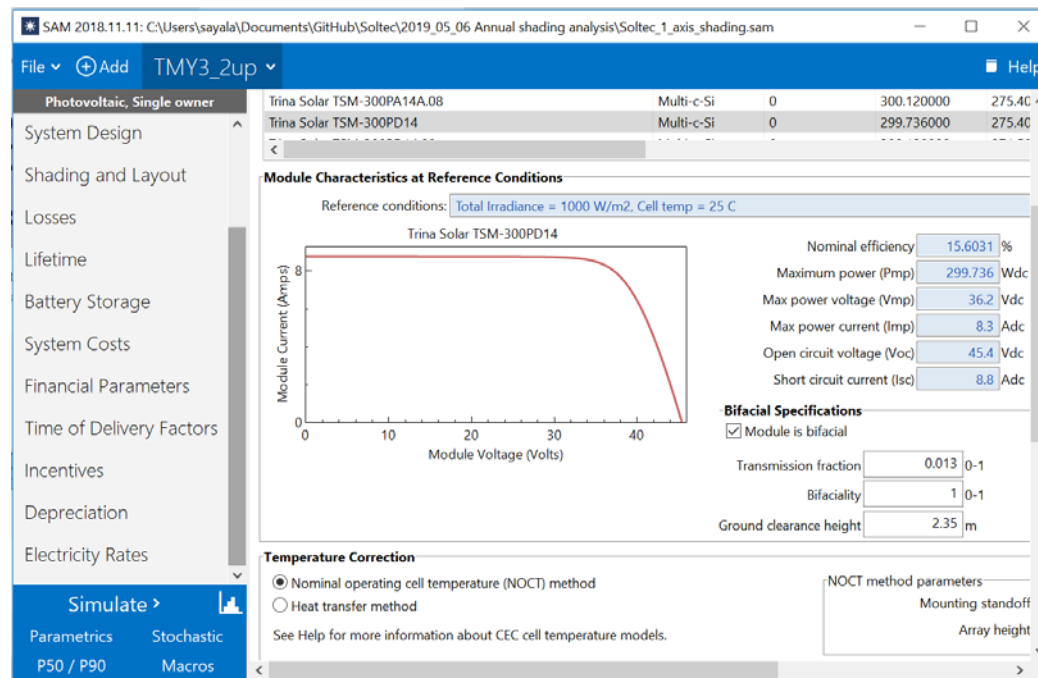 SAM 2018.11.11: C:\Users\sayala\Documents\GitHub\Soltec\2019_05_06 Annual shading analysis\Soltec_1_axis_shading.sam
File Add TMY3_2up Help
Photovoltaic, Single owner
System Design
Shading and Layout
Losses
Lifetime
Battery Storage
System Costs
Financial Parameters
Time of Delivery Factors
Incentives
Depreciation
Electricity Rates
Simulate >
Parametrics Stochastic
P50 / P90 Macros
Trina Solar TSM-300PA14A.08 Multi-c-Si 0 300.120000 275.40
Trina Solar TSM-300PD14 Multi-c-Si 0 299.736000 275.40
Module Characteristics at Reference Conditions
Reference conditions: Total Irradiance = 1000 W/m2, Cell temp = 25 C
Trina Solar TSM-300PD14
Module Current (Amps)
8
0
0 10 20 30 40
Module Voltage (Volts)
Nominal efficiency 15.6031 %
Maximum power (Pmp) 299.736 Wdc
Max power voltage (Vmp) 36.2 Vdc
Max power current (Imp) 8.3 Adc
Open circuit voltage (Voc) 45.4 Vdc
Short circuit current (Isc) 8.8 Adc
Bifacial Specifications
Module is bifacial
Transmission fraction 0.013 0-1
Bifaciality 1 0-1
Ground clearance height 2.35 m
Temperature Correction
Nominal operating cell temperature (NOCT) method
Heat transfer method
See Help for more information about CEC cell temperature models.
NOCT method parameters
Mounting standoff
Array height